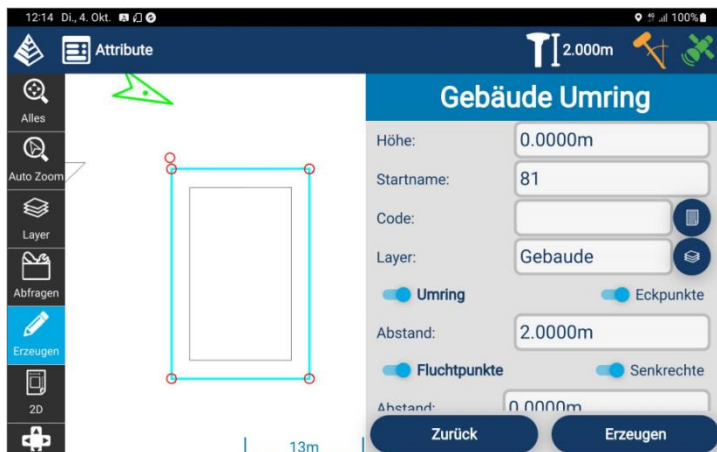 12:14 Di., 4. Okt. 100%
Attribute 2.000m
Alles
Auto Zoom
Layer
Abfragen
Erzeugen
2D
13m
Gebäude Umring
Höhe: 0.0000m
Startname: 81
Code:
Layer: Gebaude
Umring Eckpunkte
Abstand: 2.0000m
Fluchtpunkte Senkrechte
Abstand: 0.0000m
Zurück Erzeugen